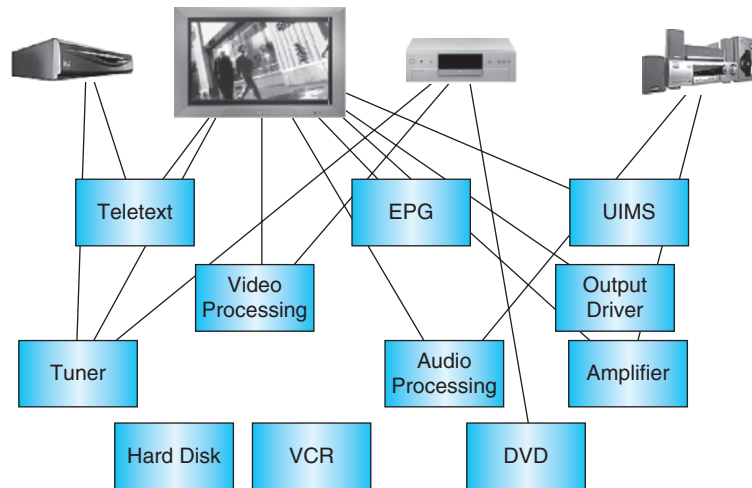 Teletext
EPG
UIMS
Video
Processing
Output
Driver
Tuner
Audio
Processing
Amplifier
Hard Disk
VCR
DVD